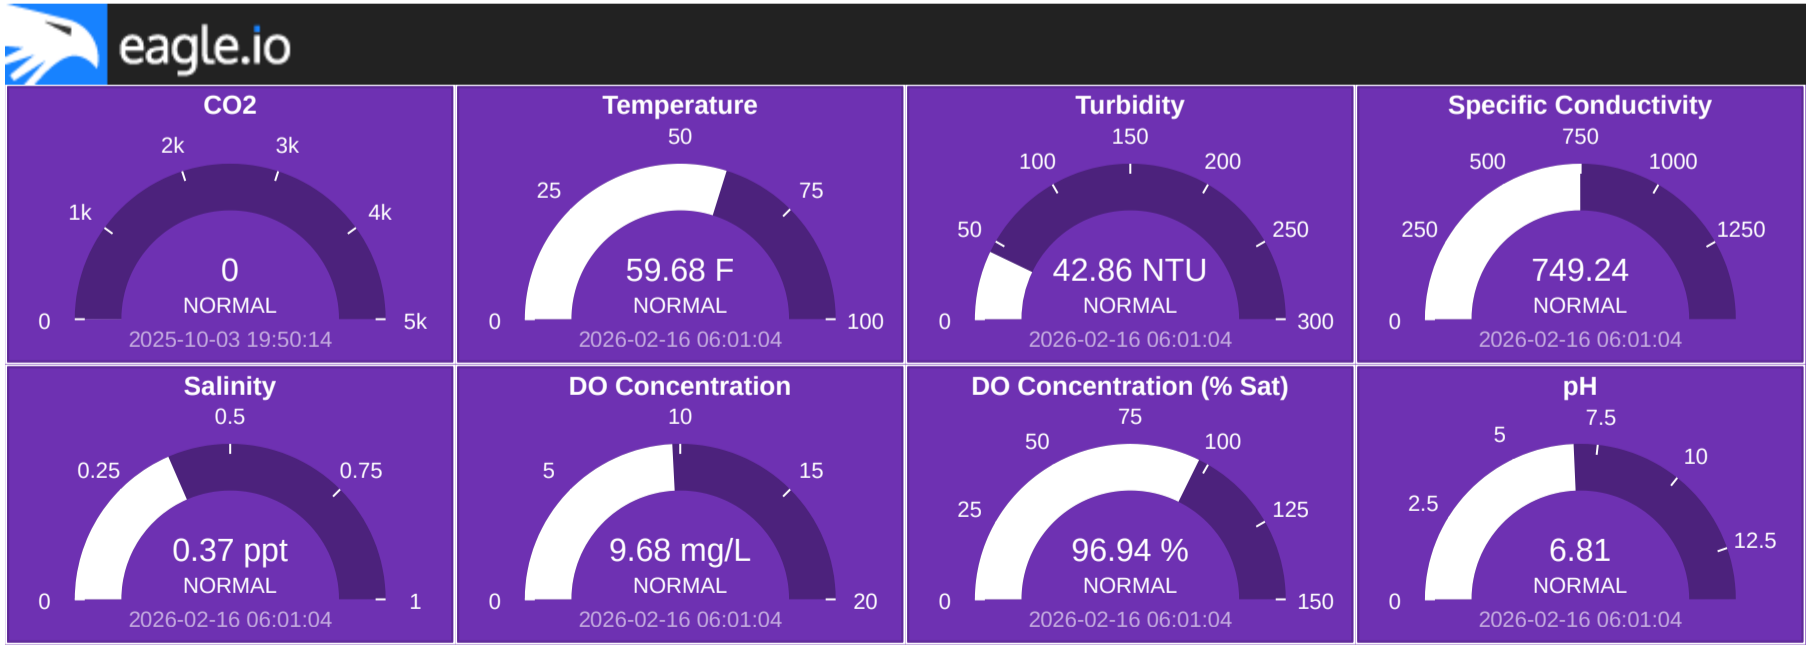 eagle.io
CO2
2k 3k
1k 4k
0
NORMAL
0 5k
2025-10-03 19:50:14
Temperature
50
25 75
59.68 F
NORMAL
0 100
2026-02-16 06:01:04
Turbidity
150
100 200
50 250
42.86 NTU
NORMAL
0 300
2026-02-16 06:01:04
Specific Conductivity
750
500 1000
250 1250
749.24
NORMAL
0
2026-02-16 06:01:04
Salinity
0.5
0.25 0.75
0.37 ppt
NORMAL
0 1
2026-02-16 06:01:04
DO Concentration
10
5 15
9.68 mg/L
NORMAL
0 20
2026-02-16 06:01:04
DO Concentration (% Sat)
75
50 100
25 125
96.94 %
NORMAL
0 150
2026-02-16 06:01:04
pH
7.5
5 10
2.5 12.5
6.81
NORMAL
0
2026-02-16 06:01:04